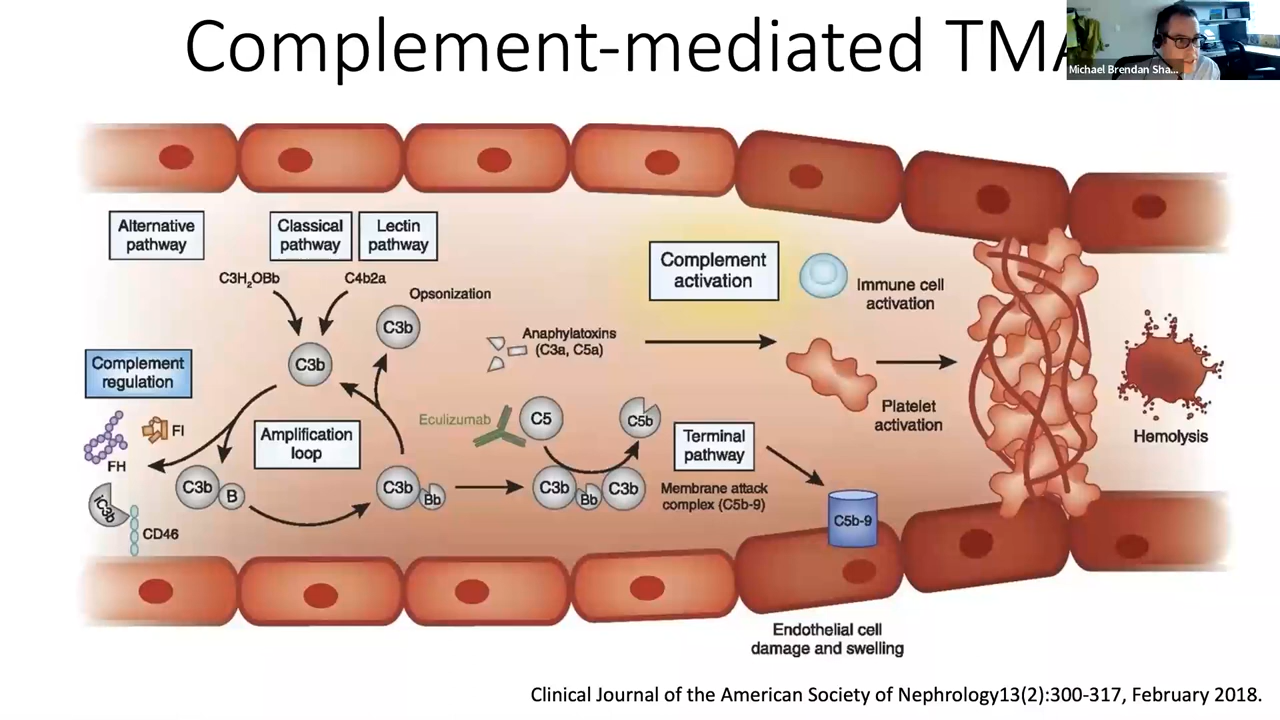 Complement-mediated TMA
Michael Brendan Sha...
Alternative
pathway
Classical
pathway
Lectin
pathway
C3H₂OBb
C4b2a
Opsonization
C3b
C3b
Complement
activation
Immune cell
activation
Anaphylatoxins
(C3a, C5a)
Platelet
activation
Hemolysis
Complement
regulation
FI
FH
iC3b
CD46
Amplification
loop
C3b
B
C3b
Bb
Eculizumab
C5
C5b
C3b
Bb
C3b
Terminal
pathway
Membrane attack
complex (C5b-9)
C5b-9
Endothelial cell
damage and swelling
Clinical Journal of the American Society of Nephrology13(2):300-317, February 2018.